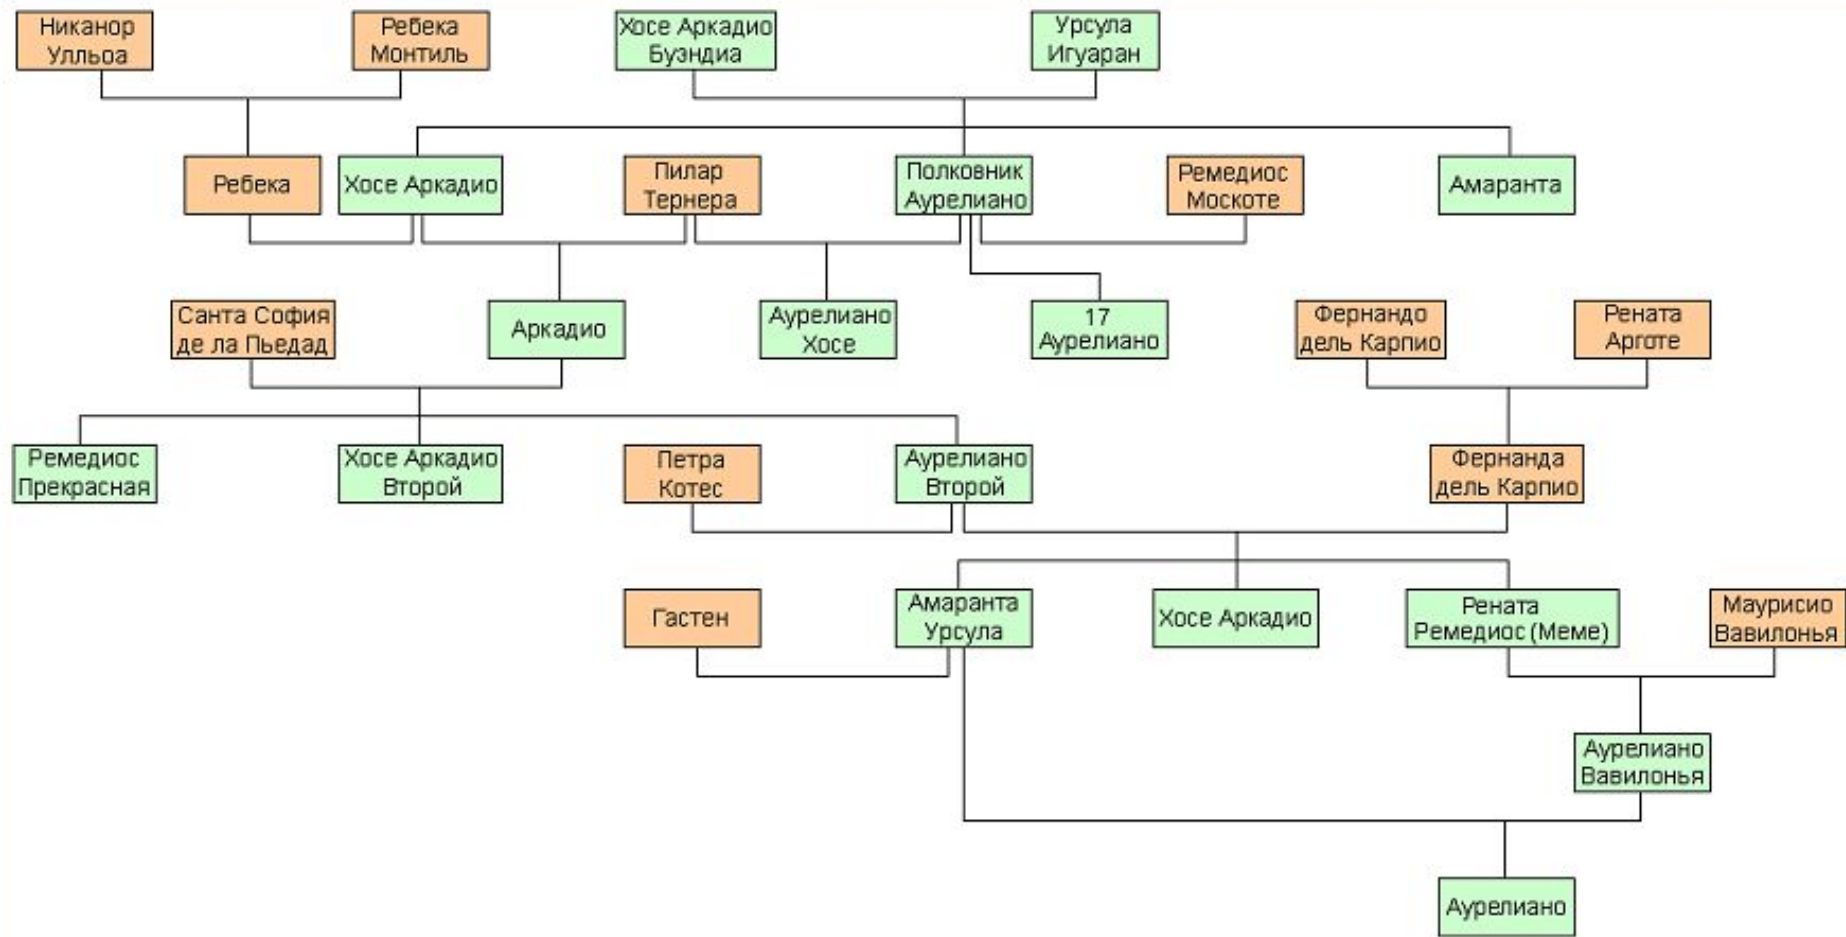 Никанор
Улльоа
Ребека
Монтиль
Хосе Аркадио
Буэндиа
Урсула
Игуаран
Ребека
Хосе Аркадио
Пилар
Тернера
Полковник
Аурелиано
Ремедиос
Москоте
Амаранта
Санта София
де ла Пьедад
Аркадио
Аурелиано
Хосе
17
Аурелиано
Фернандо
дель Карпио
Рената
Арготе
Ремедиос
Прекрасная
Хосе Аркадио
Второй
Петра
Котес
Аурелиано
Второй
Фернанда
дель Карпио
Гастен
Амаранта
Урсула
Хосе Аркадио
Рената
Ремедиос (Меме)
Маурисио
Вавилонья
Аурелиано
Вавилонья
Аурелиано